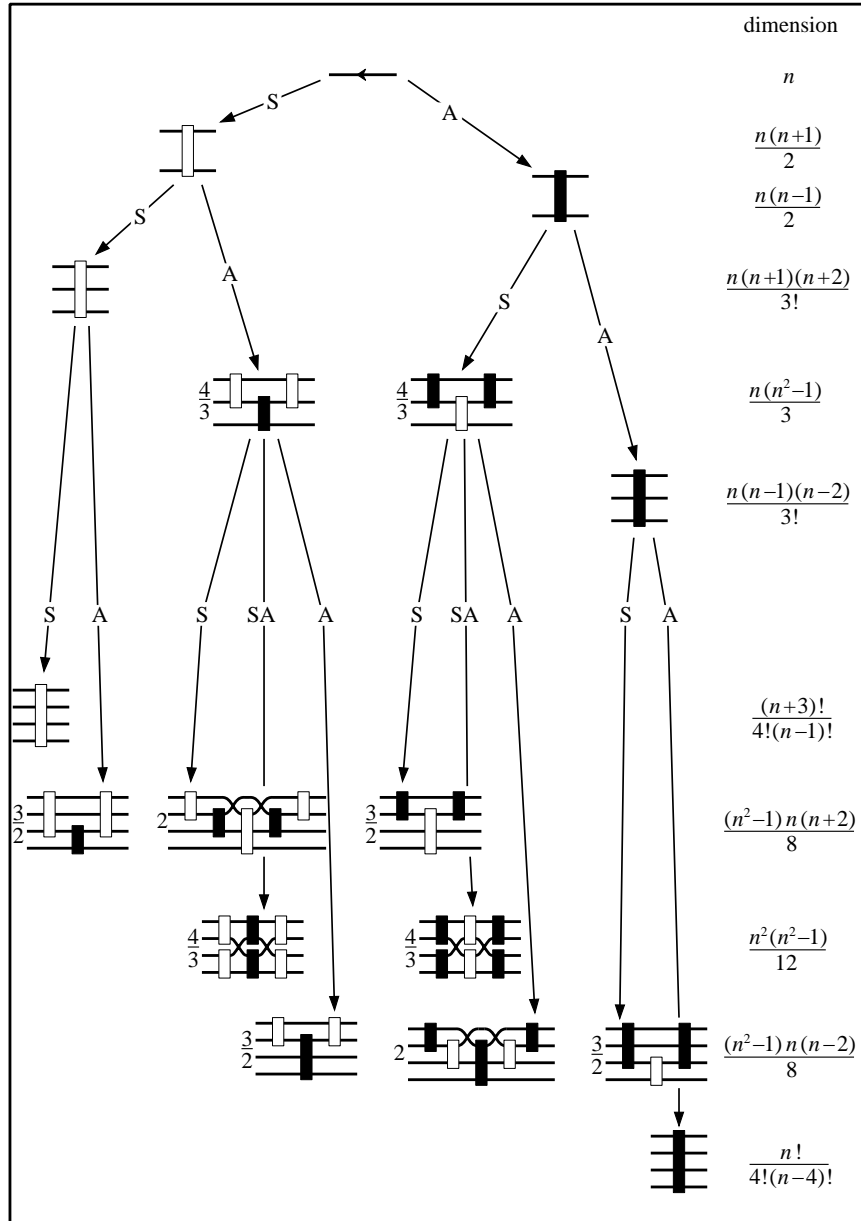 dimension
n
S
A
n(n+1)/2
n(n−1)/2
S
A
S
A
n(n+1)(n+2)/3!
4/3
4/3
n(n²−1)/3
n(n−1)(n−2)/3!
S A S SA A S SA A S A
(n+3)!/4!(n−1)!
3/2 2 3/2 (n²−1)n(n+2)/8
4/3 4/3 n²(n²−1)/12
3/2 2 3/2 (n²−1)n(n−2)/8
n!/4!(n−4)!